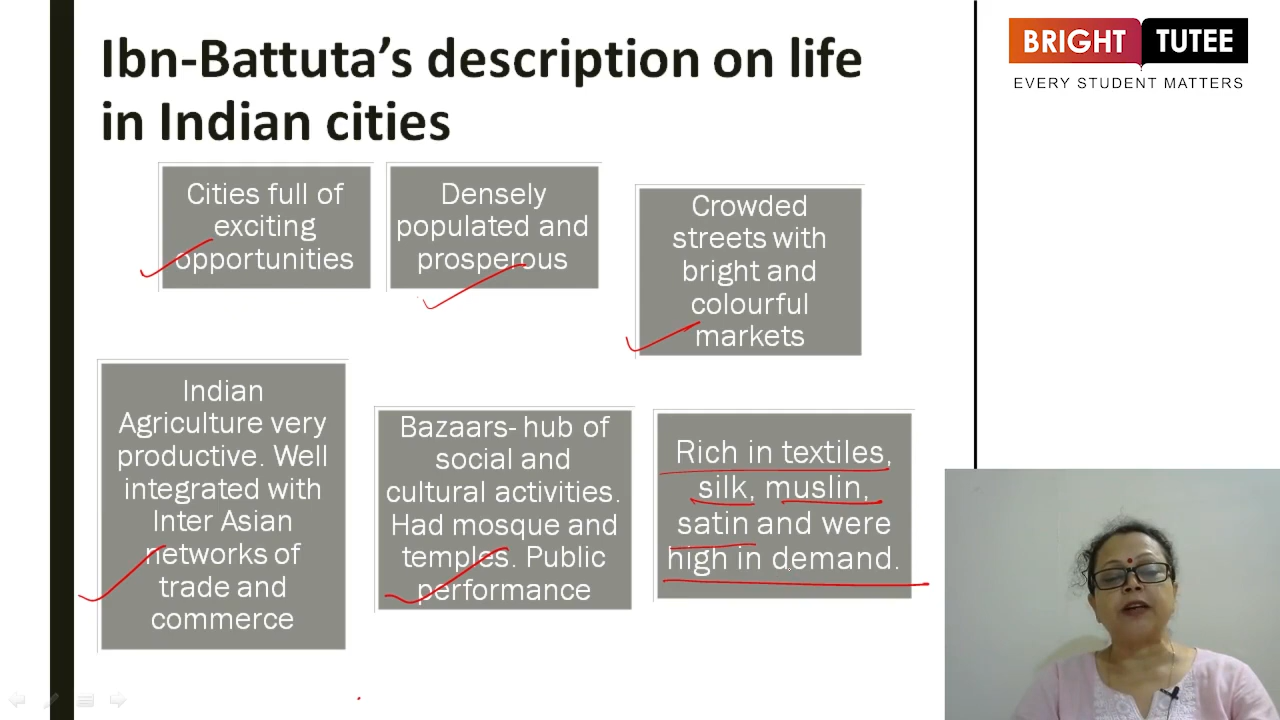 Ibn-Battuta’s description on life
in Indian cities
BRIGHT TUTEE
EVERY STUDENT MATTERS
Cities full of
exciting
opportunities
Densely
populated and
prosperous
Crowded
streets with
bright and
colourful
markets
Indian
Agriculture very
productive. Well
integrated with
Inter Asian
networks of
trade and
commerce
Bazaars- hub of
social and
cultural activities.
Had mosque and
temples. Public
performance
Rich in textiles,
silk, muslin,
satin and were
high in demand.